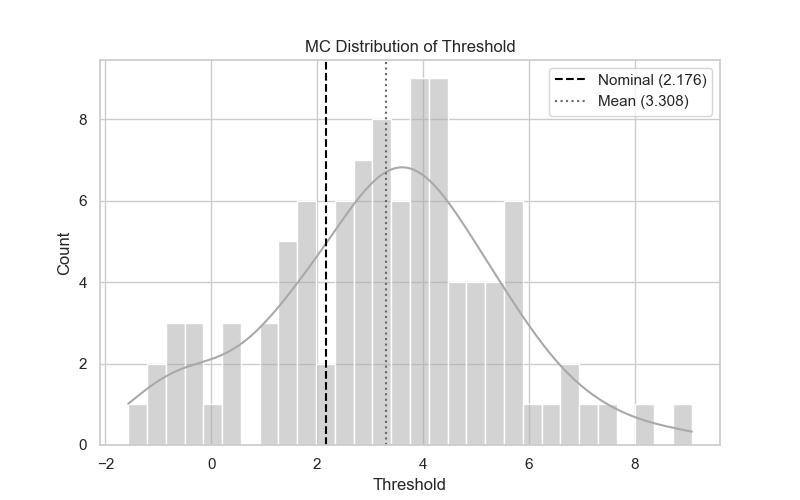 MC Distribution of Threshold
Nominal (2.176)
Mean (3.308)
Count
8
6
4
2
0
−2
0
2
4
6
8
Threshold